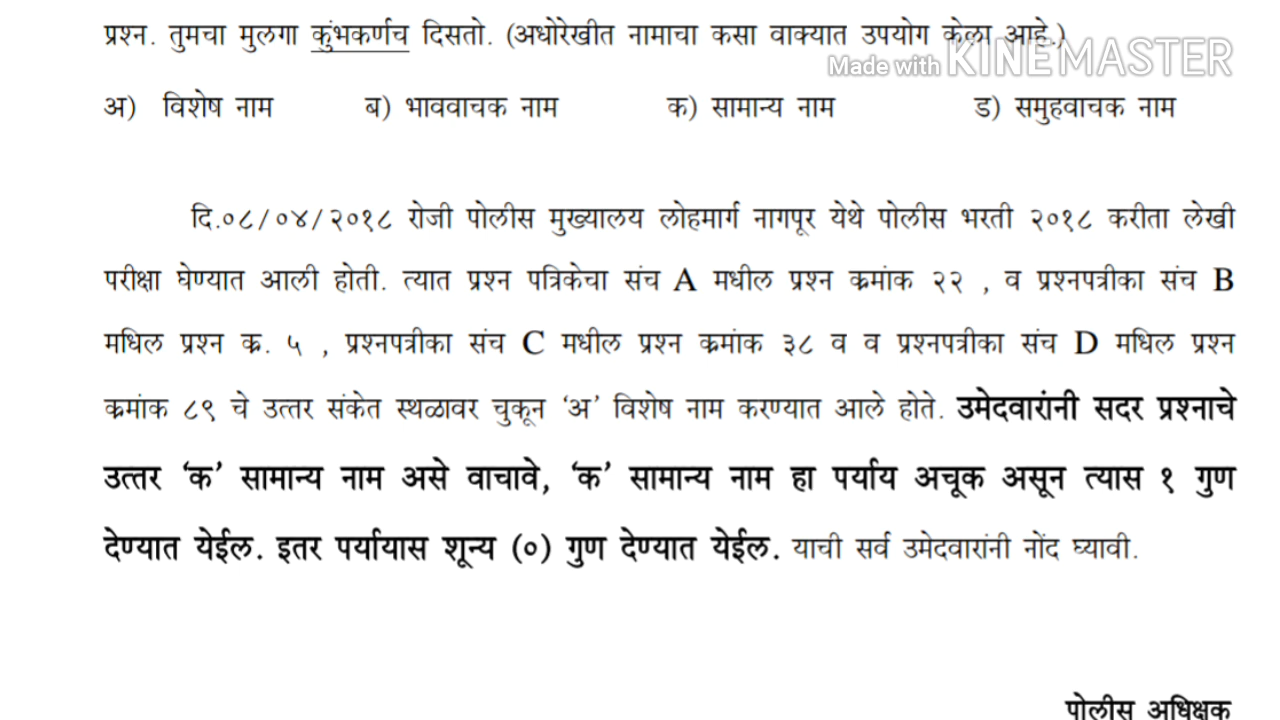 प्रश्न. तुमचा मुलगा कुंभकर्णच दिसतो. (अधोरेखीत नामाचा कसा वाक्यात उपयोग केला आहे.)
Made with KINEMASTER
अ) विशेष नाम ब) भाववाचक नाम क) सामान्य नाम ड) समुहवाचक नाम
दि.०८/०४/२०१८ रोजी पोलीस मुख्यालय लोहमार्ग नागपूर येथे पोलीस भरती २०१८ करीता लेखी
परीक्षा घेण्यात आली होती. त्यात प्रश्न पत्रिकेचा संच A मधील प्रश्न क्रमांक २२ , व प्रश्नपत्रीका संच B
मधिल प्रश्न क्र. ५ , प्रश्नपत्रीका संच C मधील प्रश्न क्रमांक ३८ व व प्रश्नपत्रीका संच D मधिल प्रश्न
क्रमांक ८९ चे उत्तर संकेत स्थळावर चुकून ‘अ’ विशेष नाम करण्यात आले होते. उमेदवारांनी सदर प्रश्नाचे
उत्तर ‘क’ सामान्य नाम असे वाचावे, ‘क’ सामान्य नाम हा पर्याय अचूक असून त्यास १ गुण
देण्यात येईल. इतर पर्यायास शून्य (०) गुण देण्यात येईल. याची सर्व उमेदवारांनी नोंद घ्यावी.
पोलीस अधिक्षक